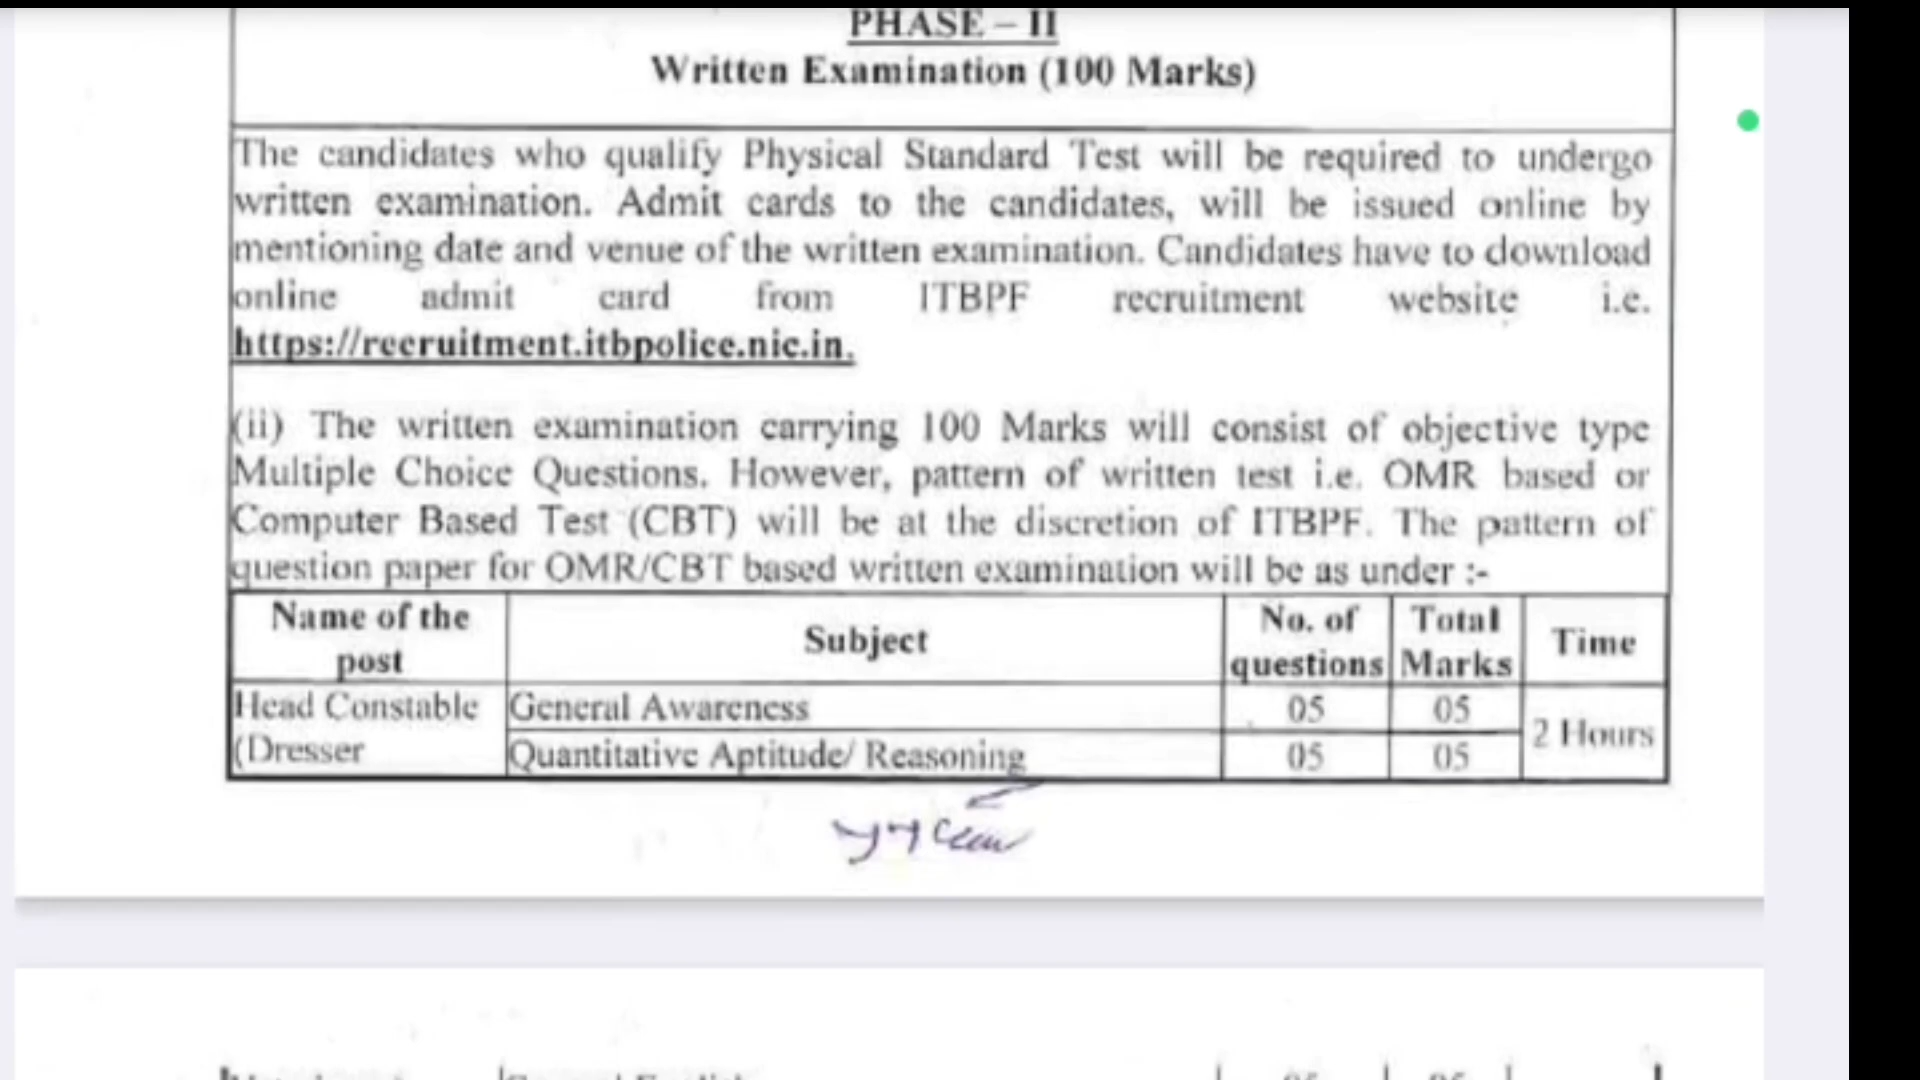 PHASE – II
Written Examination (100 Marks)
The candidates who qualify Physical Standard Test will be required to undergo
written examination. Admit cards to the candidates, will be issued online by
mentioning date and venue of the written examination. Candidates have to download
online admit card from ITBPF recruitment website i.e.
https://recruitment.itbpolice.nic.in.
(ii) The written examination carrying 100 Marks will consist of objective type
Multiple Choice Questions. However, pattern of written test i.e. OMR based or
Computer Based Test (CBT) will be at the discretion of ITBPF. The pattern of
question paper for OMR/CBT based written examination will be as under :-
Name of the post Subject No. of questions Total Marks Time
Head Constable (Dresser General Awareness 05 05 2 Hours
Quantitative Aptitude/ Reasoning 05 05